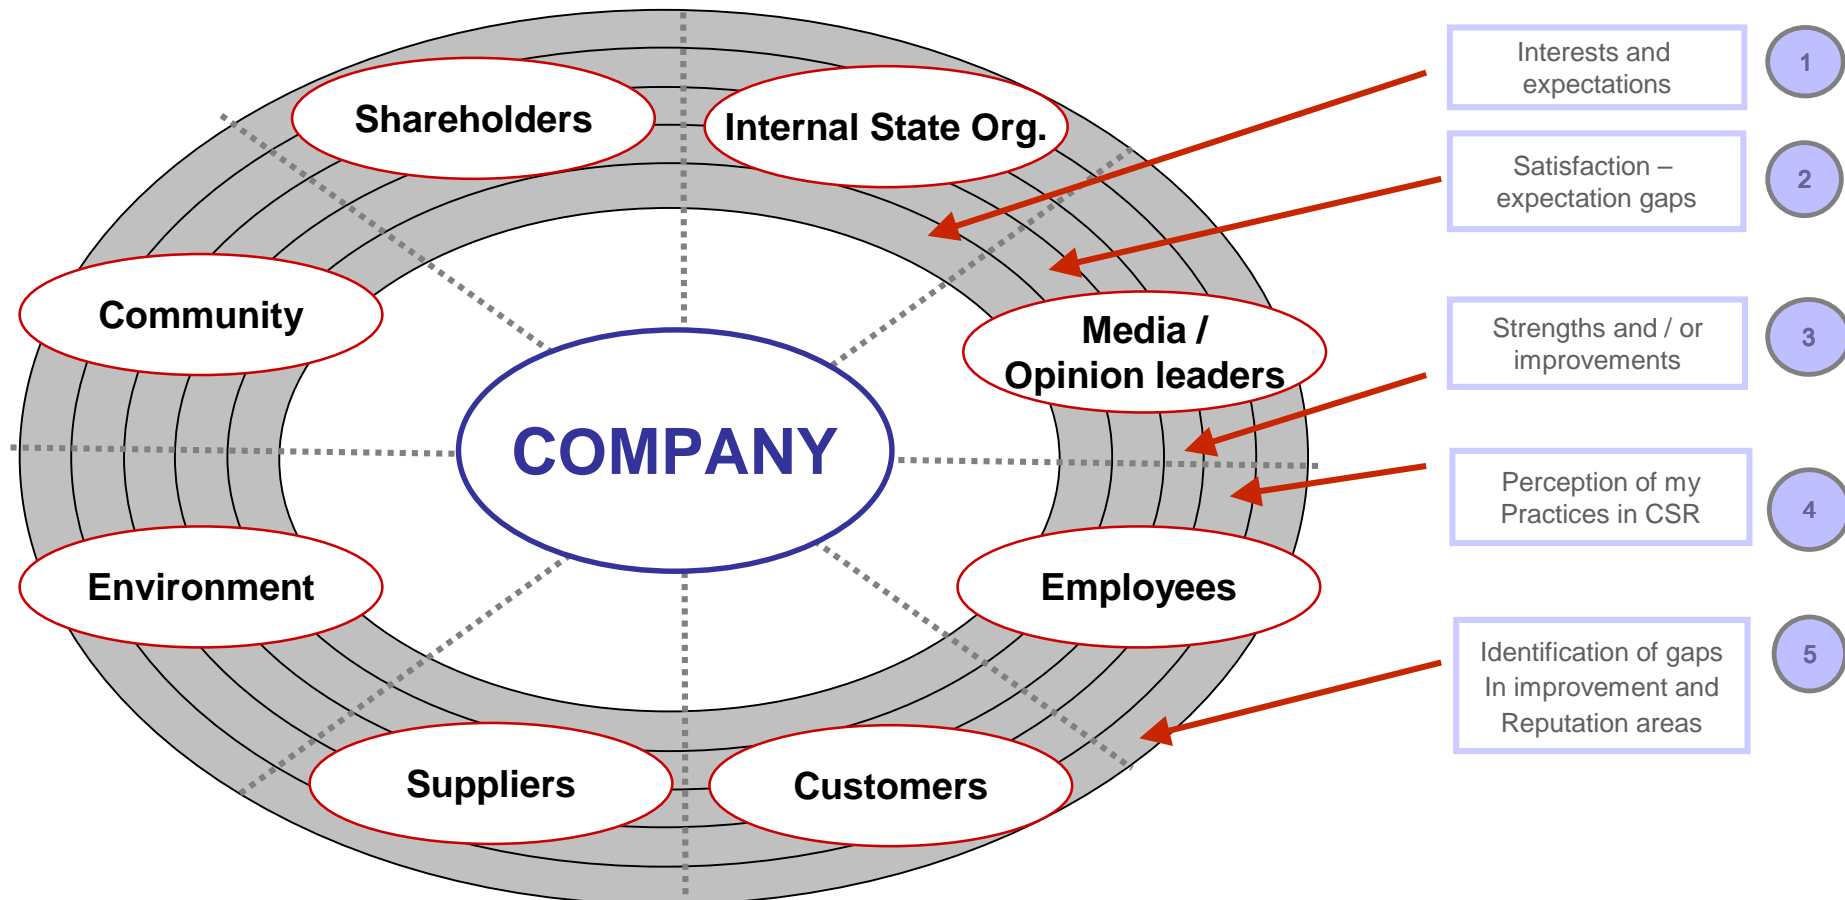 Shareholders
Internal State Org.
Community
Media /
Opinion leaders
COMPANY
Environment
Employees
Suppliers
Customers
Interests and
expectations
1
Satisfaction –
expectation gaps
2
Strengths and / or
improvements
3
Perception of my
Practices in CSR
4
Identification of gaps
In improvement and
Reputation areas
5